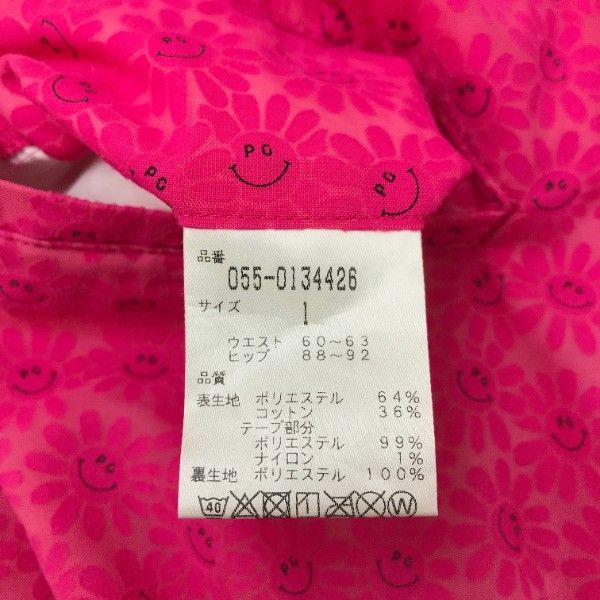 PG
PG
PG
品番
055-0134426
サイズ
1
ウエスト 60～63
ヒップ 88～92
品質
表生地 ポリエステル 64%
コットン 36%
テープ部分
ポリエステル 99%
ナイロン 1%
裏生地 ポリエステル 100%
40 W
PG
PG
PG